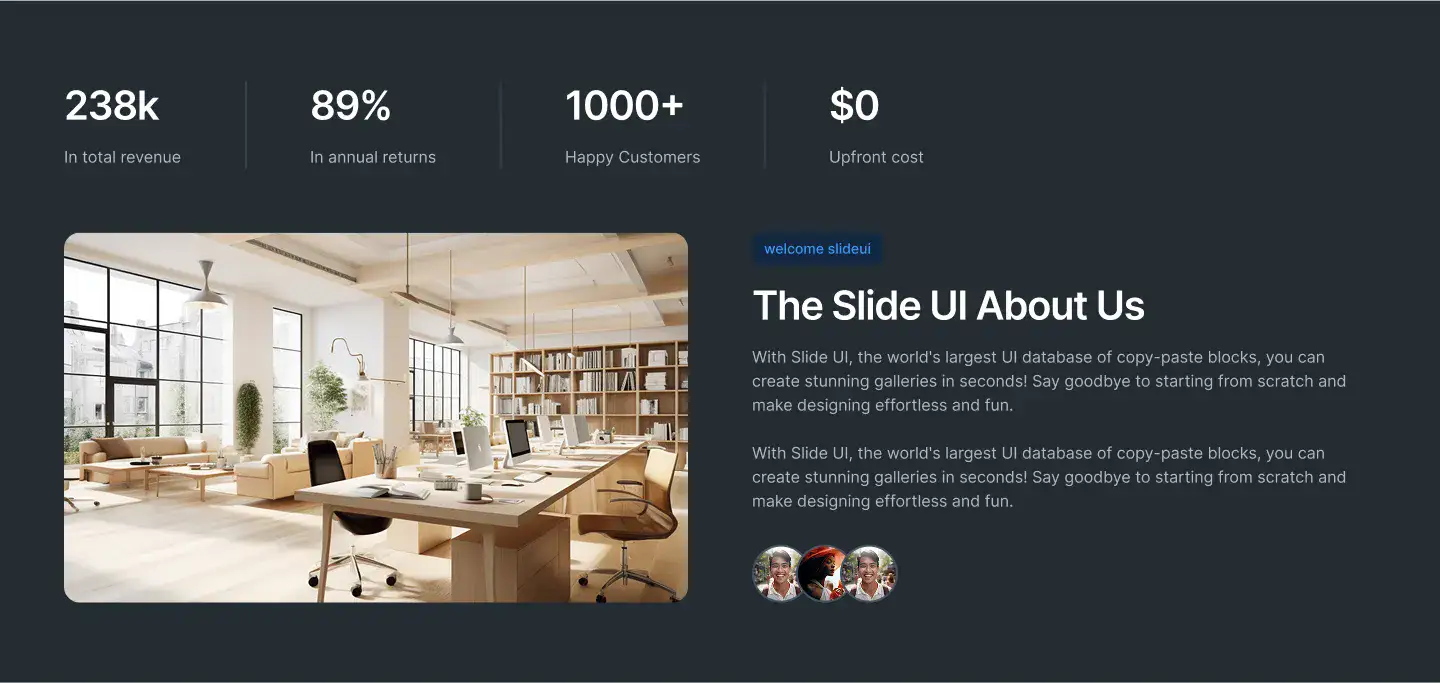 238k
89%
1000+
$0
In total revenue
In annual returns
Happy Customers
Upfront cost
welcome slideui
The Slide UI About Us
With Slide UI, the world's largest UI database of copy-paste blocks, you can
create stunning galleries in seconds! Say goodbye to starting from scratch and
make designing effortless and fun.
With Slide UI, the world's largest UI database of copy-paste blocks, you can
create stunning galleries in seconds! Say goodbye to starting from scratch and
make designing effortless and fun.